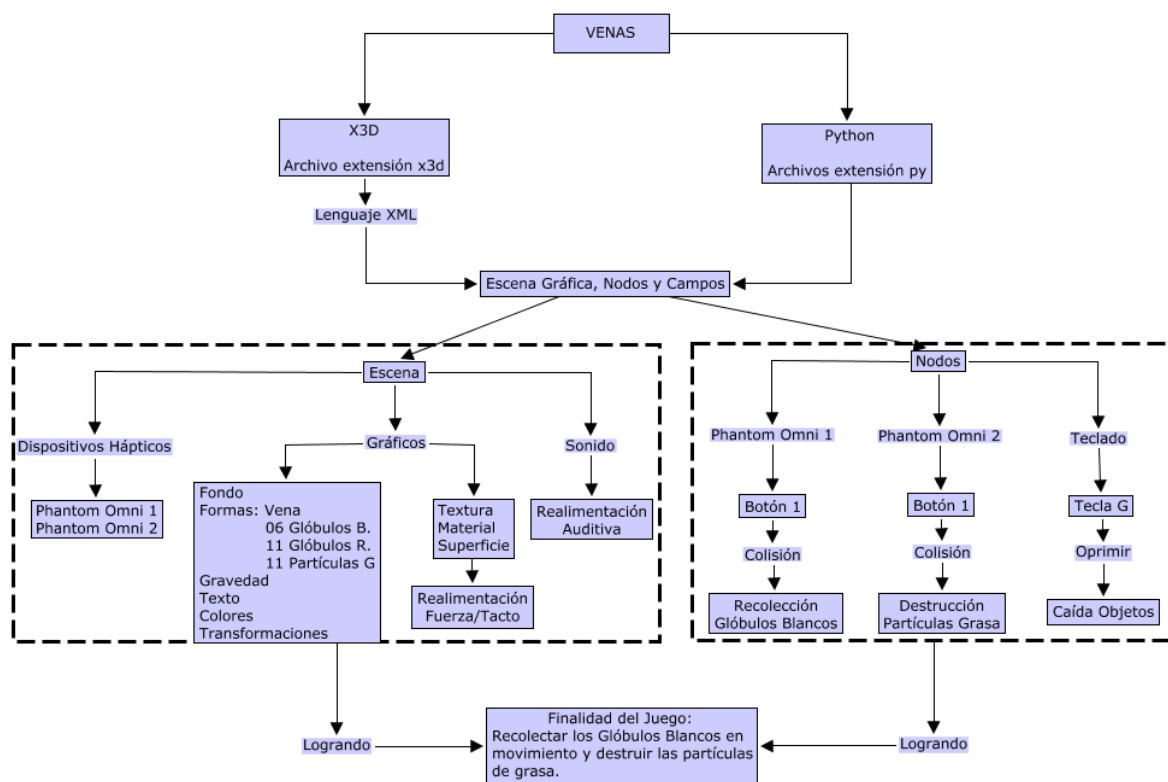 VENAS
X3D
Archivo extensión x3d
Python
Archivos extensión py
Lenguaje XML
Escena Gráfica, Nodos y Campos
Escena
Dispositivos Hápticos
Phantom Omni 1
Phantom Omni 2
Gráficos
Fondo
Formas: Vena
06 Glóbulos B.
11 Glóbulos R.
11 Partículas G
Gravedad
Texto
Colores
Transformaciones
Textura
Material
Superficie
Realimentación
Fuerza/Tacto
Sonido
Realimentación
Auditiva
Nodos
Phantom Omni 1
Botón 1
Colisión
Recolección
Glóbulos Blancos
Phantom Omni 2
Botón 1
Colisión
Destrucción
Partículas Grasa
Teclado
Tecla G
Oprimir
Caída Objetos
Logrando
Finalidad del Juego:
Recolectar los Glóbulos Blancos en
movimiento y destruir las partículas
de grasa.
Logrando